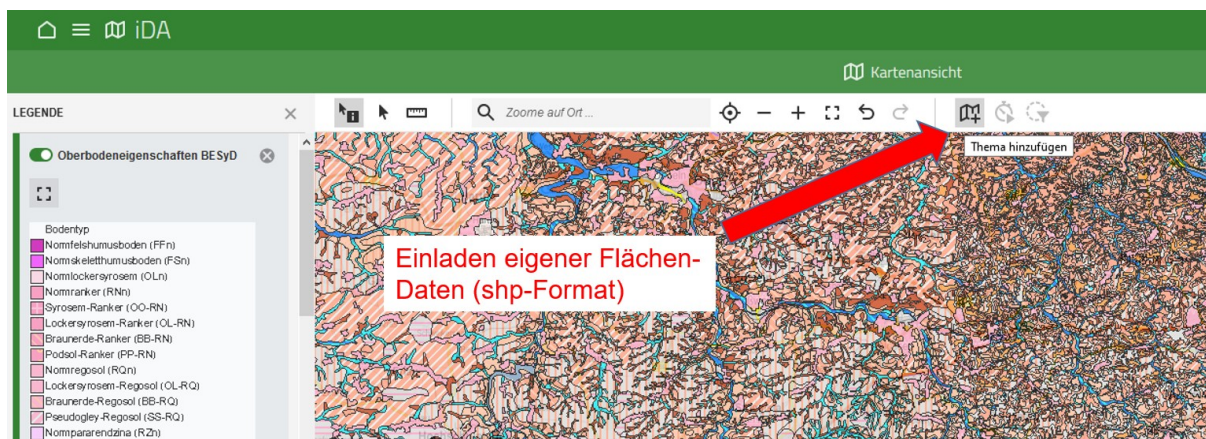 iDA
Kartenansicht
LEGENDE
Zoome auf Ort ...
Thema hinzufügen
Oberbodeneigenschaften BESyD
Bodentyp
Normfelshumusboden (FFn)
Normskeletthumusboden (FSn)
Normlockersyrosem (OLn)
Normranker (RNn)
Syrosem-Ranker (OO-RN)
Lockersyrosem-Ranker (OL-RN)
Braunerde-Ranker (BB-RN)
Podsol-Ranker (PP-RN)
Normregosol (RQn)
Lockersyrosem-Regosol (OL-RQ)
Braunerde-Regosol (BB-RQ)
Pseudogley-Regosol (SS-RQ)
Normpararendzina (RZn)
Einladen eigener Flächen-
Daten (shp-Format)